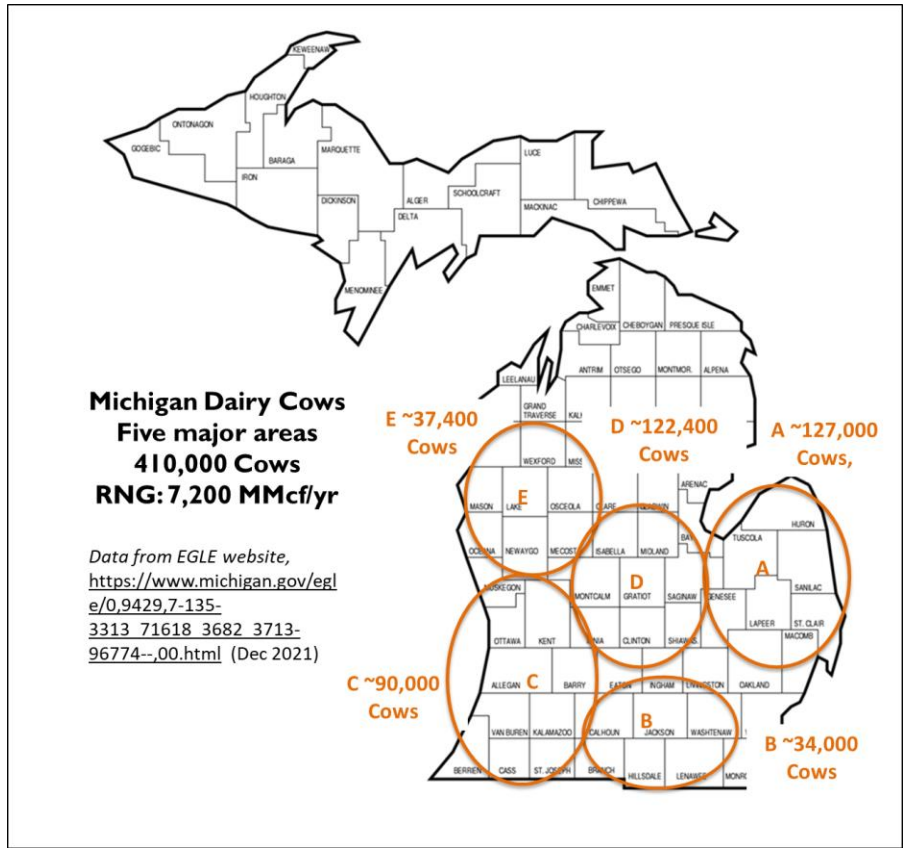 KEWEENAW
HOUGHTON
ONTONAGON
GOGEBIC
BARAGA
MARQUETTE
LUCE
IRON
ALGER
SCHOOLCRAFT
CHIPPEWA
DICKINSON
DELTA
MACKINAC
MENOMINEE
EMMET
CHARLEVOIX
CHEBOYGAN
PRESQUE ISLE
ANTRIM
OTSEGO
MONTMOR.
ALPENA
LEELANAU
Michigan Dairy Cows
Five major areas
410,000 Cows
RNG: 7,200 MMcf/yr
Data from EGLE website,
https://www.michigan.gov/egl
e/0,9429,7-135-
3313_71618_3682_3713-
96774--,00.html (Dec 2021)
E ~37,400
Cows
GRAND
TRAVERSE
D ~122,400
Cows
A ~127,000
Cows,
WEXFORD
MISS
ARENAC
E
MASON
LAKE
OSCEOLA
CLARE
GLADWIN
HURON
OCEANA
NEWAYGO
MECOSTA
ISABELLA
MIDLAND
BAY
TUSCOLA
D
A
MUSKEGON
MONTCALM
GRATIOT
SAGINAW
GENESEE
SANILAC
LAPEER
ST. CLAIR
OTTAWA
KENT
IONIA
CLINTON
SHIAWAS.
MACOMB
C ~90,000
Cows
C
ALLEGAN
BARRY
EATON
INGHAM
LIVINGSTON
OAKLAND
B
VAN BUREN
KALAMAZOO
CALHOUN
JACKSON
WASHTENAW
B ~34,000
Cows
BERRIEN
CASS
ST. JOSEPH
BRANCH
HILLSDALE
LENAWEE
MONR